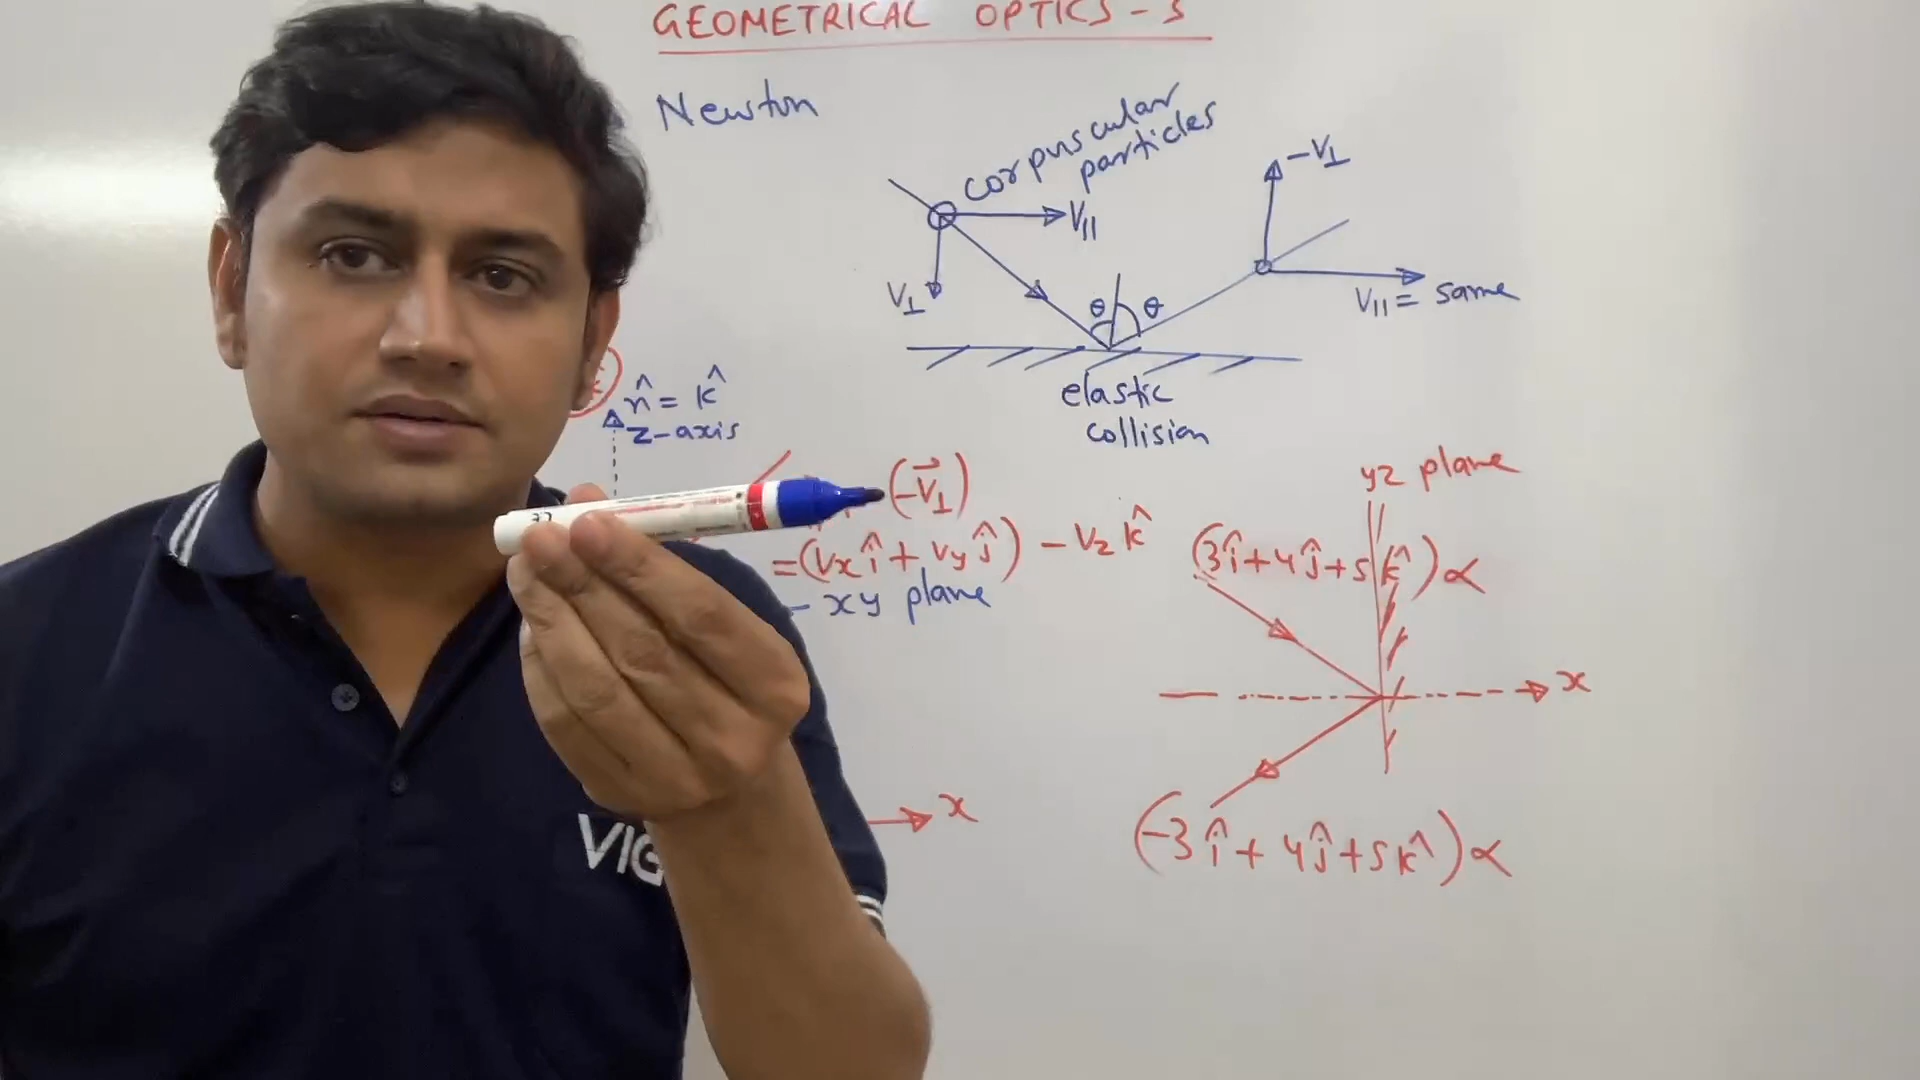 GEOMETRICAL OPTICS - 5
Newton
corpuscular
particles
V⊥
V||
θ θ
-V⊥
V|| = same
elastic
collision
n̂ = k̂
z-axis
(-V⃗⊥)
= (Vx î + Vy ĵ) - Vz k̂
- xy plane
x
yz plane
(3î + 4ĵ + 5k̂) ∝
x
(-3î + 4ĵ + 5k̂) ∝
VIG